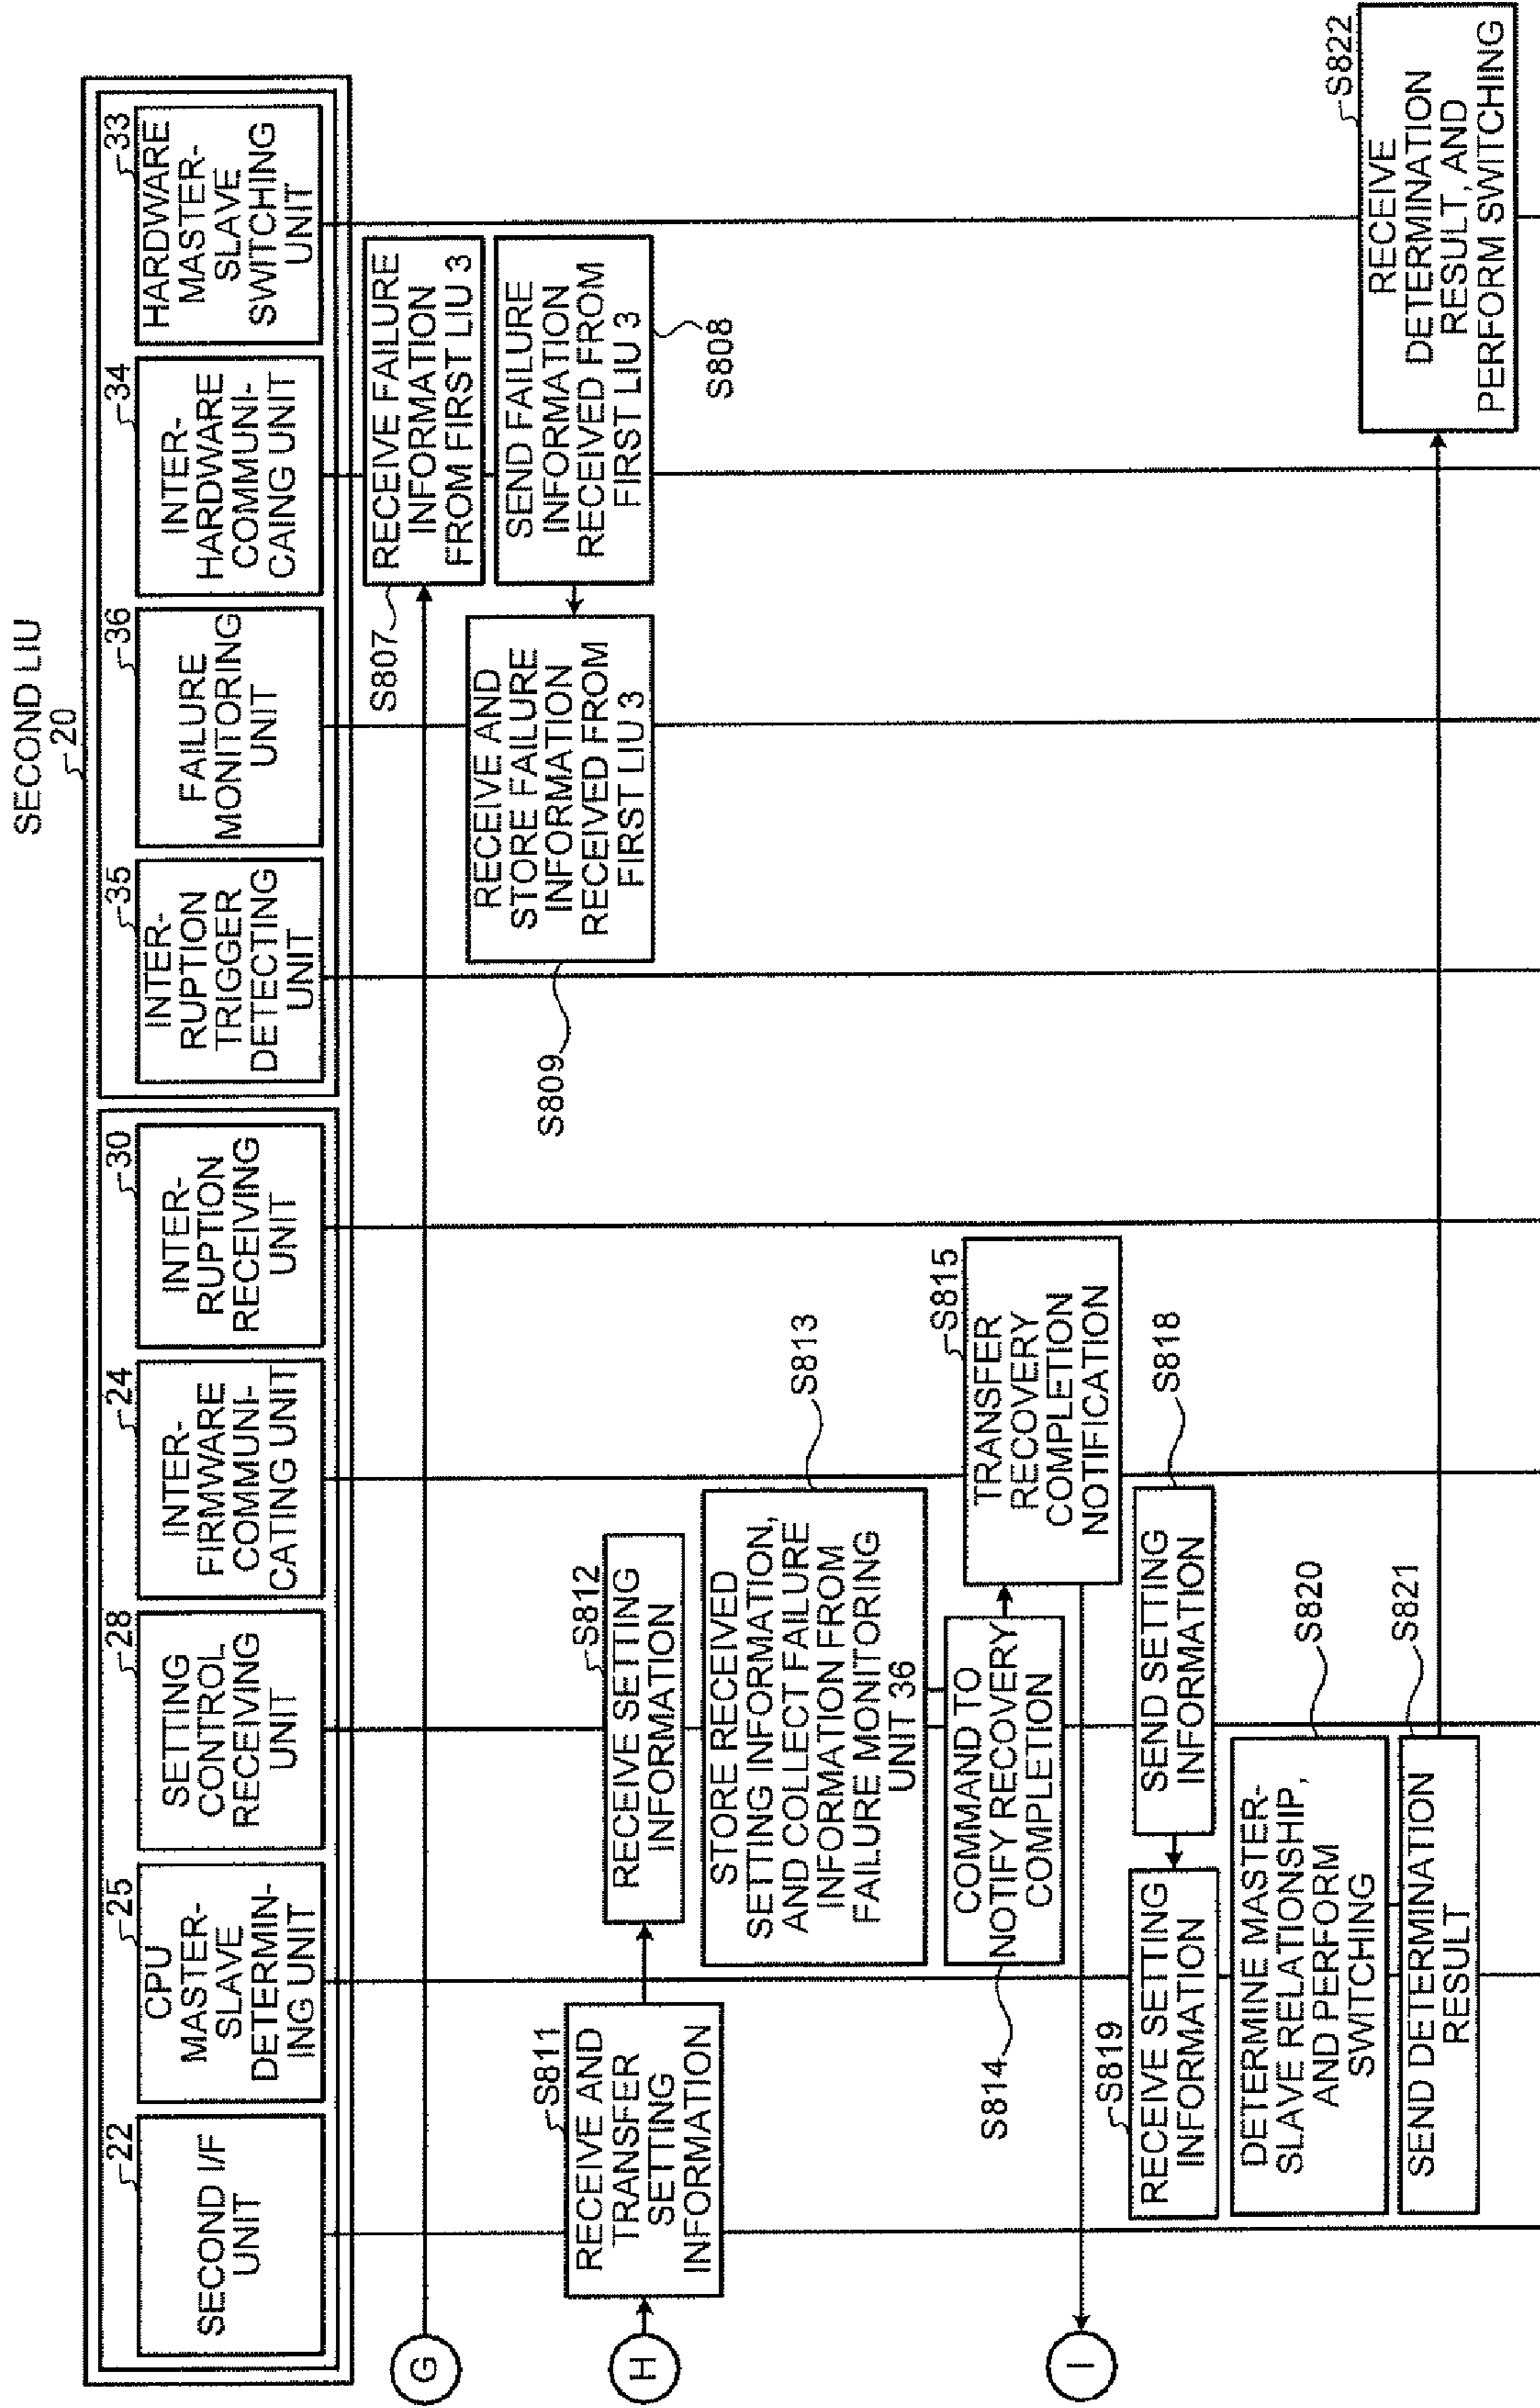 SECOND LIU
20
22
SECOND I/F
UNIT
25
CPU
MASTER-
SLAVE
DETERMIN-
ING UNIT
28
SETTING
CONTROL
RECEIVING
UNIT
24
INTER-
FIRMWARE
COMMUNI-
CATING UNIT
30
INTER-
RUPTION
RECEIVING
UNIT
35
INTER-
RUPTION
TRIGGER
DETECTING
UNIT
36
FAILURE
MONITORING
UNIT
34
INTER-
HARDWARE
COMMUNI-
CAING UNIT
33
HARDWARE
MASTER-
SLAVE
SWITCHING
UNIT
G
S807
RECEIVE FAILURE
INFORMATION
FROM FIRST LIU 3
SEND FAILURE
INFORMATION
RECEIVED FROM
FIRST LIU 3
S808
RECEIVE AND
STORE FAILURE
INFORMATION
RECEIVED FROM
FIRST LIU 3
S809
H
S811
RECEIVE AND
TRANSFER
SETTING
INFORMATION
S812
RECEIVE SETTING
INFORMATION
S813
STORE RECEIVED
SETTING INFORMATION,
AND COLLECT FAILURE
INFORMATION FROM
FAILURE MONITORING
UNIT 36
S814
COMMAND TO
NOTIFY RECOVERY
COMPLETION
S815
TRANSFER
RECOVERY
COMPLETION
NOTIFICATION
I
S818
SEND SETTING
INFORMATION
S819
RECEIVE SETTING
INFORMATION
S820
DETERMINE MASTER-
SLAVE RELATIONSHIP,
AND PERFORM
SWITCHING
S821
SEND DETERMINATION
RESULT
S822
RECEIVE
DETERMINATION
RESULT, AND
PERFORM SWITCHING